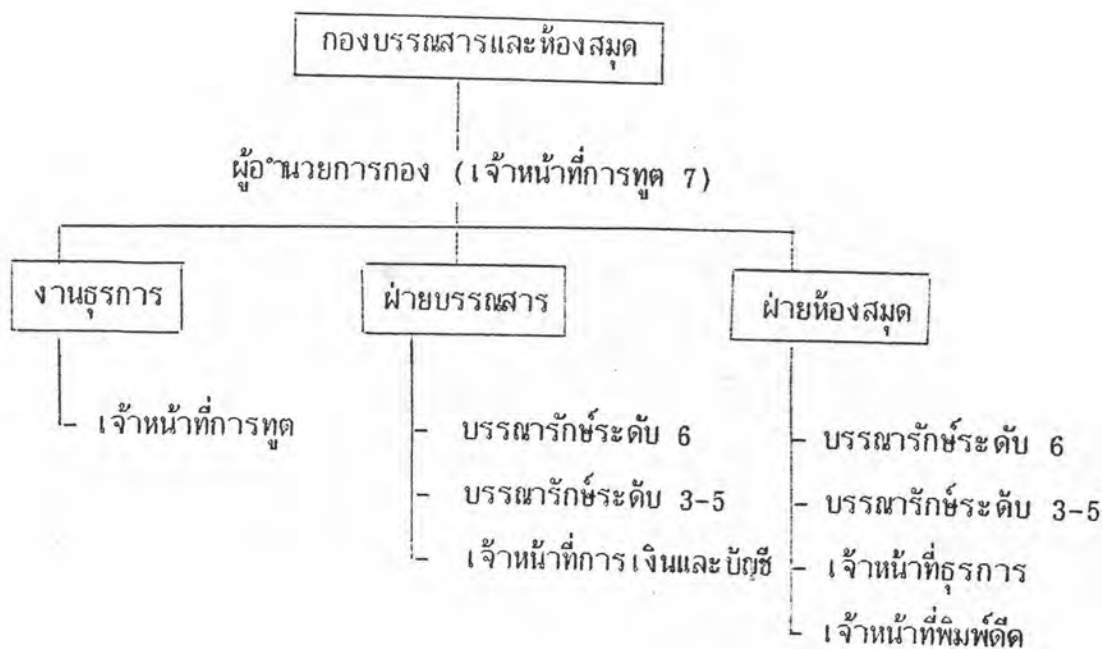 กองบรรณสารและห้องสมุด
ผู้อำนวยการกอง (เจ้าหน้าที่การทูต 7)
งานธุรการ
- เจ้าหน้าที่การทูต
ฝ่ายบรรณสาร
- บรรณารักษ์ระดับ 6
- บรรณารักษ์ระดับ 3-5
- เจ้าหน้าที่การเงินและบัญชี
ฝ่ายห้องสมุด
- บรรณารักษ์ระดับ 6
- บรรณารักษ์ระดับ 3-5
- เจ้าหน้าที่ธุรการ
- เจ้าหน้าที่พิมพ์ดีด